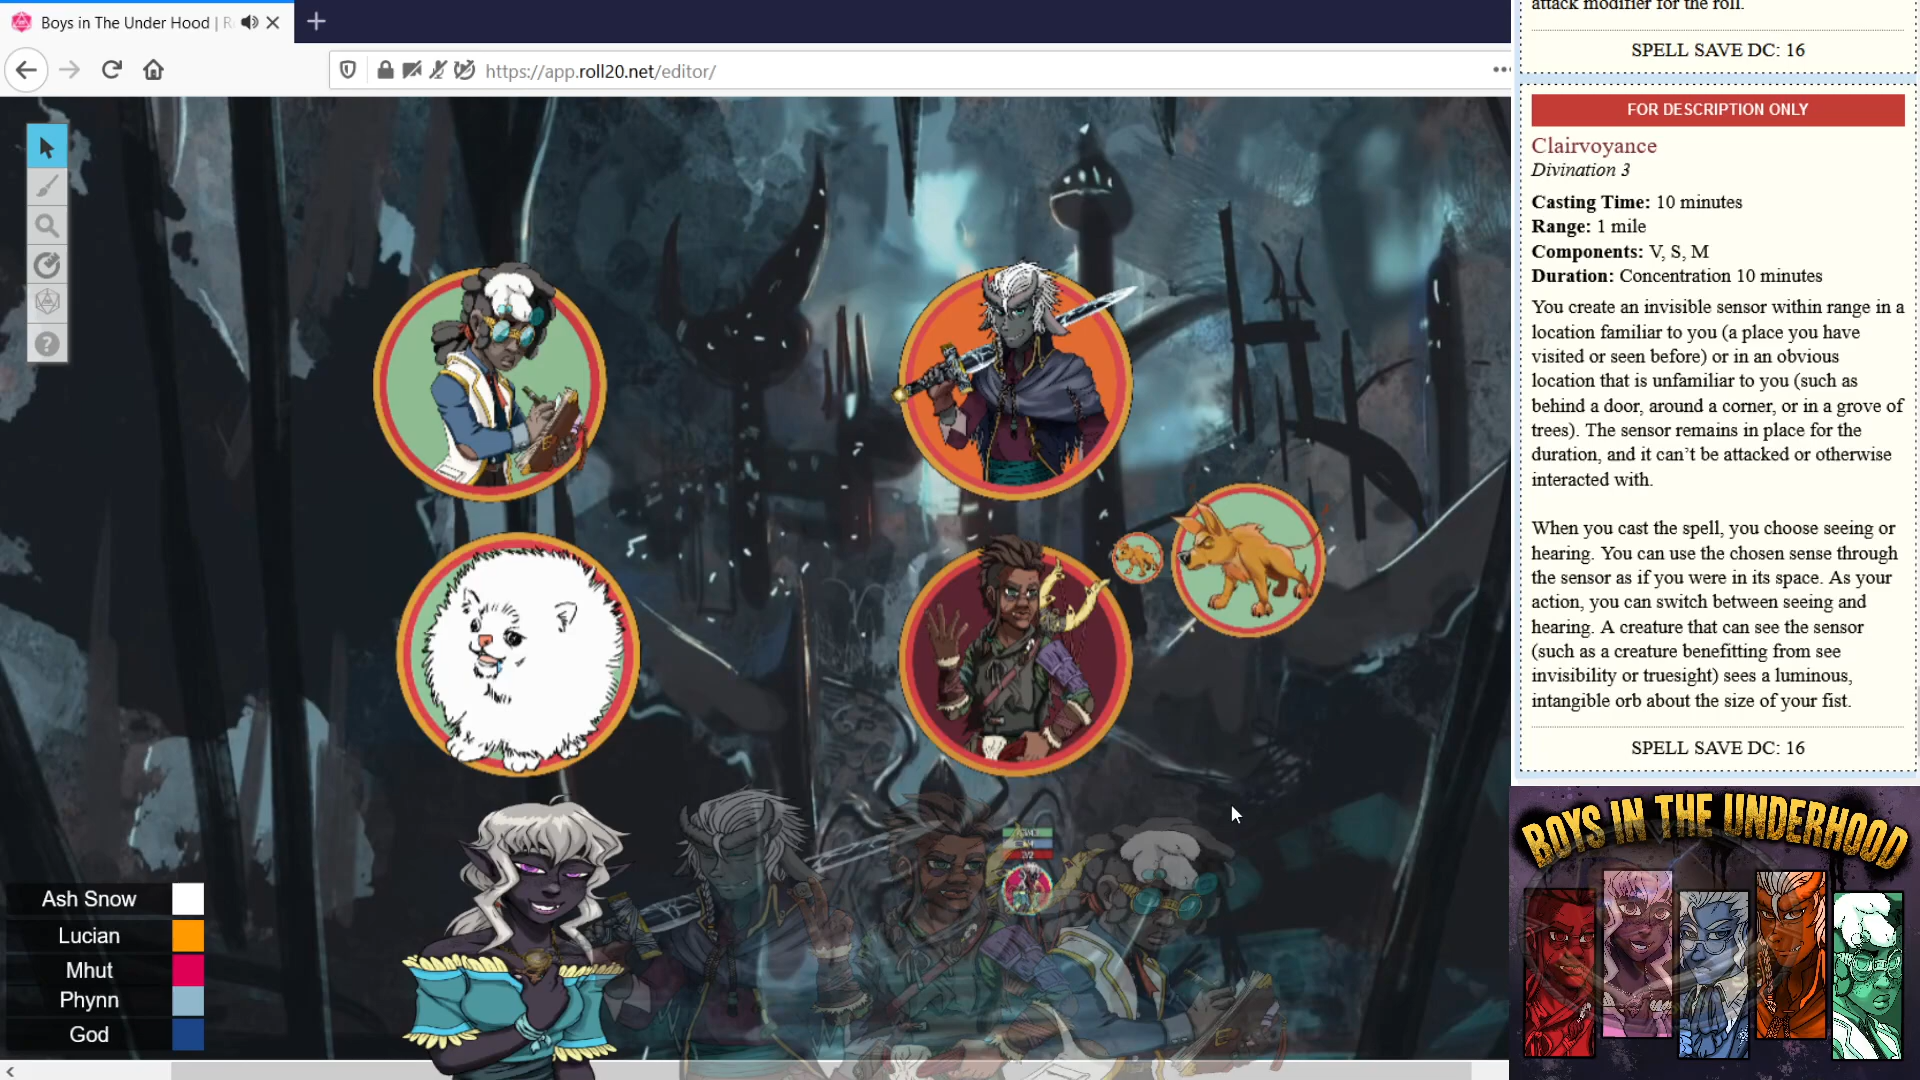 Boys in The Under Hood | R
https://app.roll20.net/editor/
attack modifier for the roll.
SPELL SAVE DC: 16
FOR DESCRIPTION ONLY
Clairvoyance
Divination 3
Casting Time: 10 minutes
Range: 1 mile
Components: V, S, M
Duration: Concentration 10 minutes
You create an invisible sensor within range in a
location familiar to you (a place you have
visited or seen before) or in an obvious
location that is unfamiliar to you (such as
behind a door, around a corner, or in a grove of
trees). The sensor remains in place for the
duration, and it can’t be attacked or otherwise
interacted with.
When you cast the spell, you choose seeing or
hearing. You can use the chosen sense through
the sensor as if you were in its space. As your
action, you can switch between seeing and
hearing. A creature that can see the sensor
(such as a creature benefitting from see
invisibility or truesight) sees a luminous,
intangible orb about the size of your fist.
SPELL SAVE DC: 16
BOYS IN THE UNDERHOOD
Ash Snow
Lucian
Mhut
Phynn
God